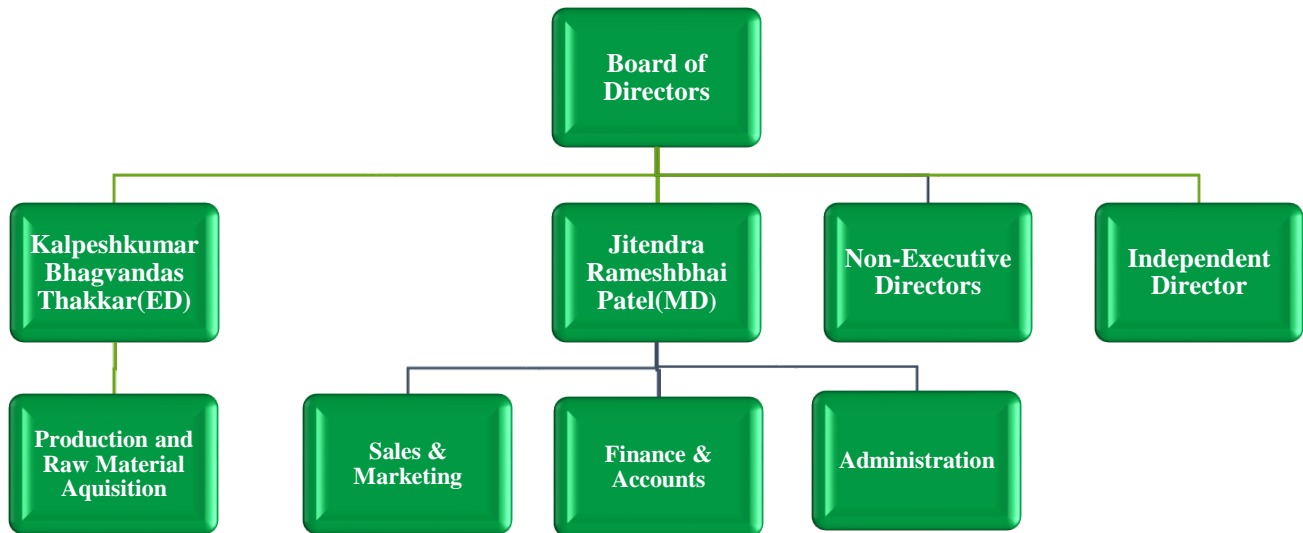 Board of
Directors
Kalpeshkumar
Bhagvandas
Thakkar(ED)
Jitendra
Rameshbhai
Patel(MD)
Non-Executive
Directors
Independent
Director
Production and
Raw Material
Aquisition
Sales &
Marketing
Finance &
Accounts
Administration